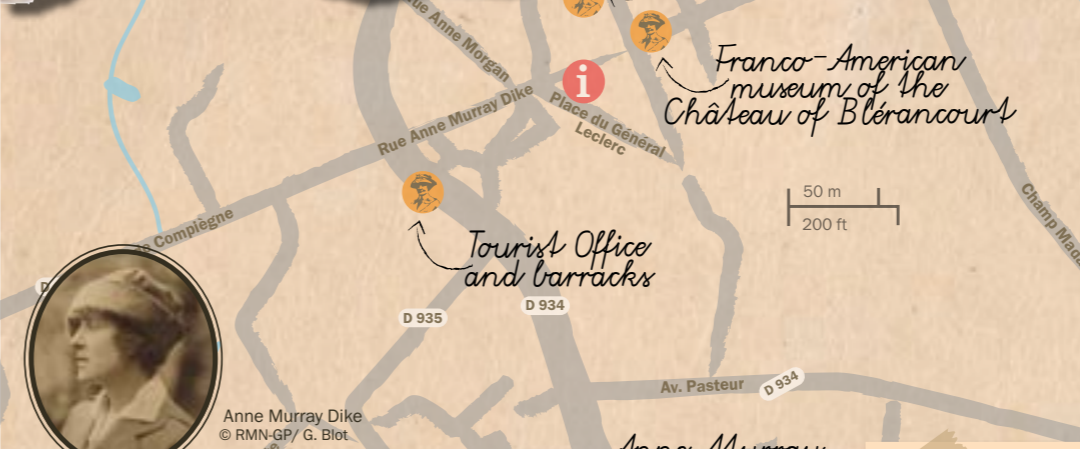 Rue Anne Morgan
Franco-American
museum of the
Château of Blérancourt
Rue Anne Murray Dike
Place du Général
Leclerc
50 m
200 ft
Compiègne
Tourist Office
and barracks
D 935
D 934
Av. Pasteur
D 934
Anne Murray Dike
© RMN-GP/ G. Blot